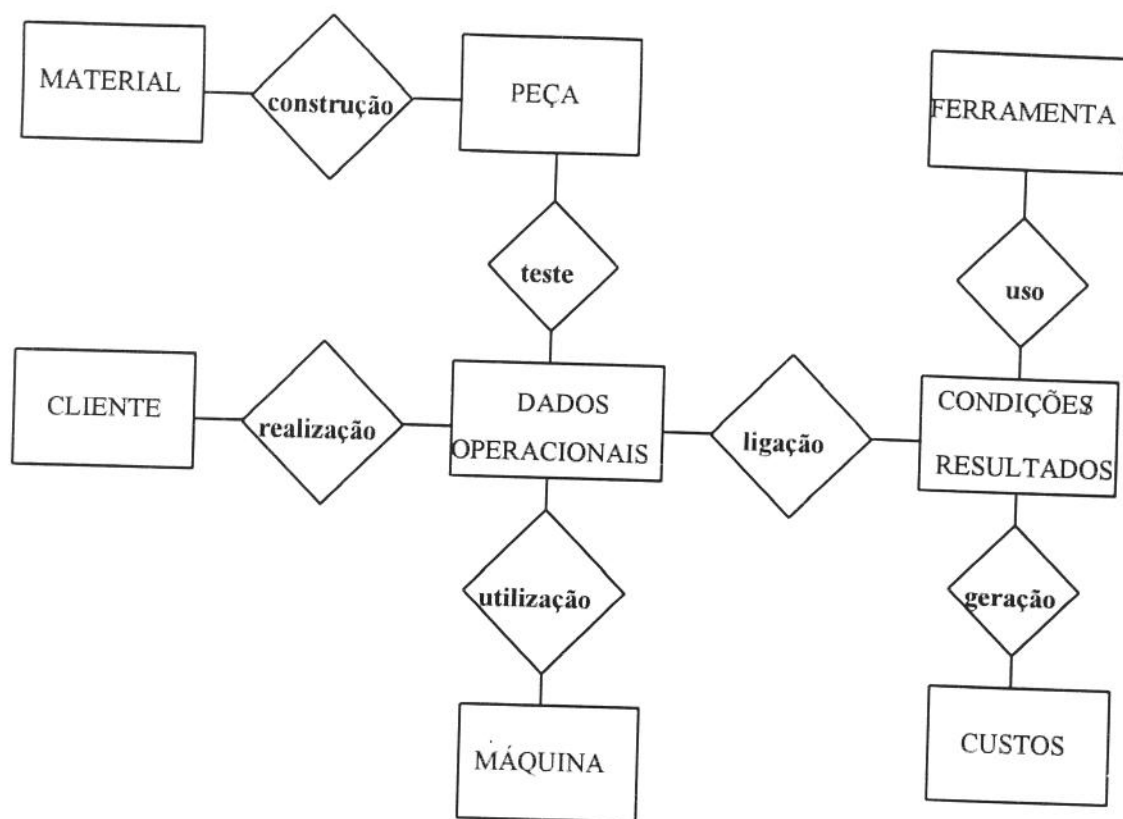 MATERIAL
construção
PEÇA
FERRAMENTA
teste
uso
CLIENTE
realização
DADOS
OPERACIONAIS
ligação
CONDIÇÕES
RESULTADOS
utilização
geração
MÁQUINA
CUSTOS